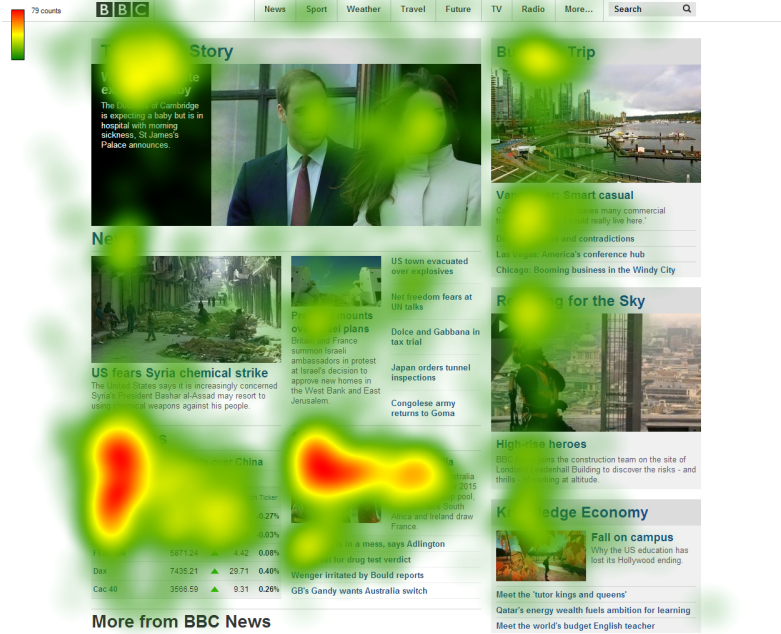 79 counts
BBC
News Sport Weather Travel Future TV Radio More... Search
Story
The of Cambridge
is expecting a baby but is in
hospital with morning
sickness, St James's
Palace announces.
Trip
Smart casual
many commercial
really live here.'
and contradictions
Las Vegas: America's conference hub
Chicago: Booming business in the Windy City
US town evacuated
over explosives
Net freedom fears at
UN talks
Dolce and Gabbana in
tax trial
Japan orders tunnel
inspections
Congolese army
returns to Goma
plans
Britain and France
summon Israeli
ambassadors in protest
at Israel's decision to
approve new homes in
the West Bank and East
Jerusalem.
US fears Syria chemical strike
The United States says it is increasingly concerned
Syria's President Bashar al-Assad may resort to
using chemical weapons against his people.
for the Sky
High-rise heroes
BBC the construction team on the site of
London's Leadenhall Building to discover the risks - and
thrills - of working at altitude.
over China
Ticker
0.27%
-0.03%
5871.24 4.42 0.08%
Dax 7435.21 29.71 0.40%
Cac 40 3566.59 9.31 0.26%
2015
pool,
South
Africa and Ireland draw
France.
a mess, says Adlington
for drug test verdict
Wenger irritated by Bould reports
GB's Gandy wants Australia switch
Knowledge Economy
Fall on campus
Why the US education has
lost its Hollywood ending.
Meet the 'tutor kings and queens'
Qatar's energy wealth fuels ambition for learning
Meet the world's budget English teacher
More from BBC News